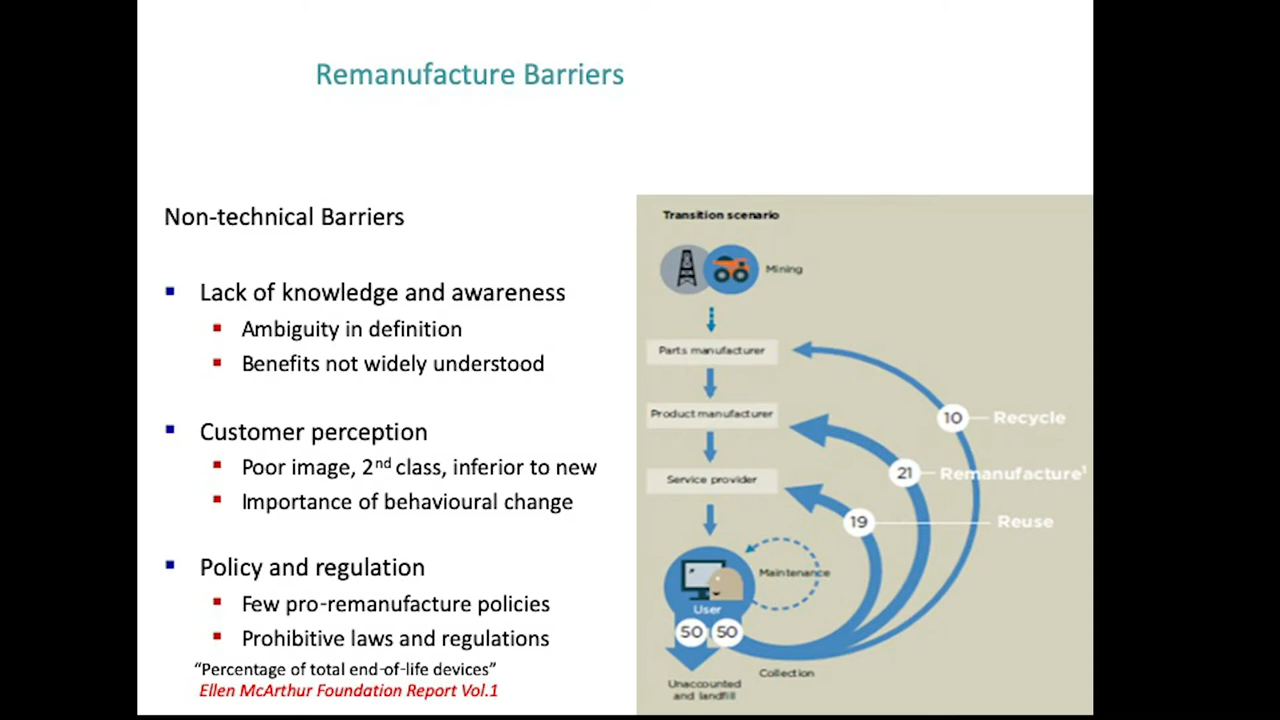 Remanufacture Barriers
Non-technical Barriers
Lack of knowledge and awareness
Ambiguity in definition
Benefits not widely understood
Customer perception
Poor image, 2nd class, inferior to new
Importance of behavioural change
Policy and regulation
Few pro-remanufacture policies
Prohibitive laws and regulations
“Percentage of total end-of-life devices”
Ellen McArthur Foundation Report Vol.1
Transition scenario
Mining
Parts manufacturer
Product manufacturer
Service provider
10
Recycle
21
Remanufacture¹
19
Reuse
Maintenance
User
50
50
Collection
Unaccounted
and landfill